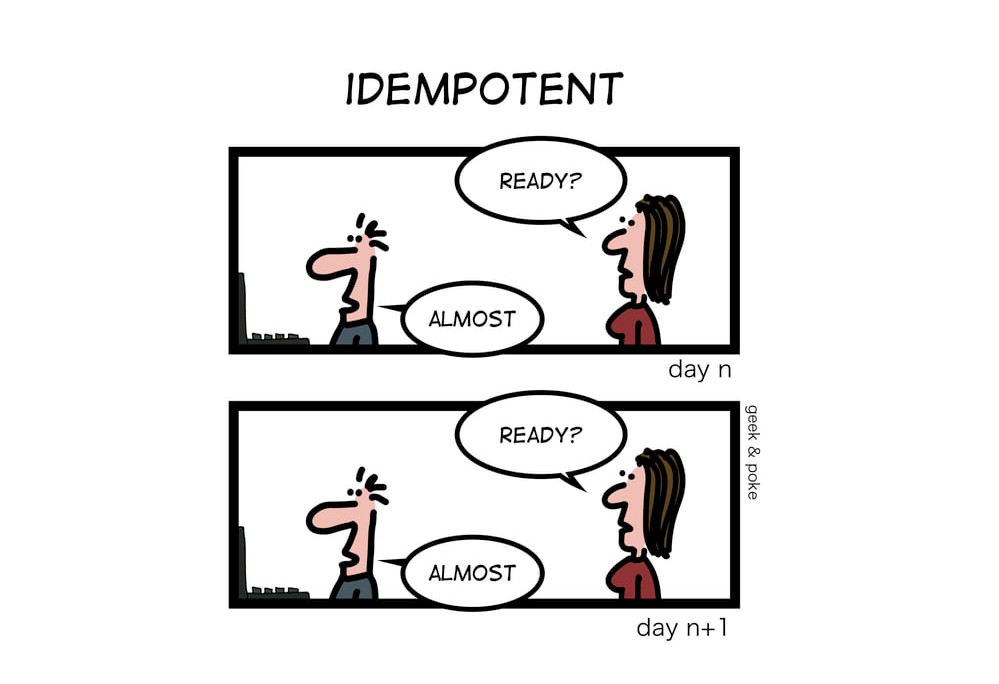 IDEMPOTENT
READY?
ALMOST
day n
READY?
ALMOST
day n+1
geek & poke